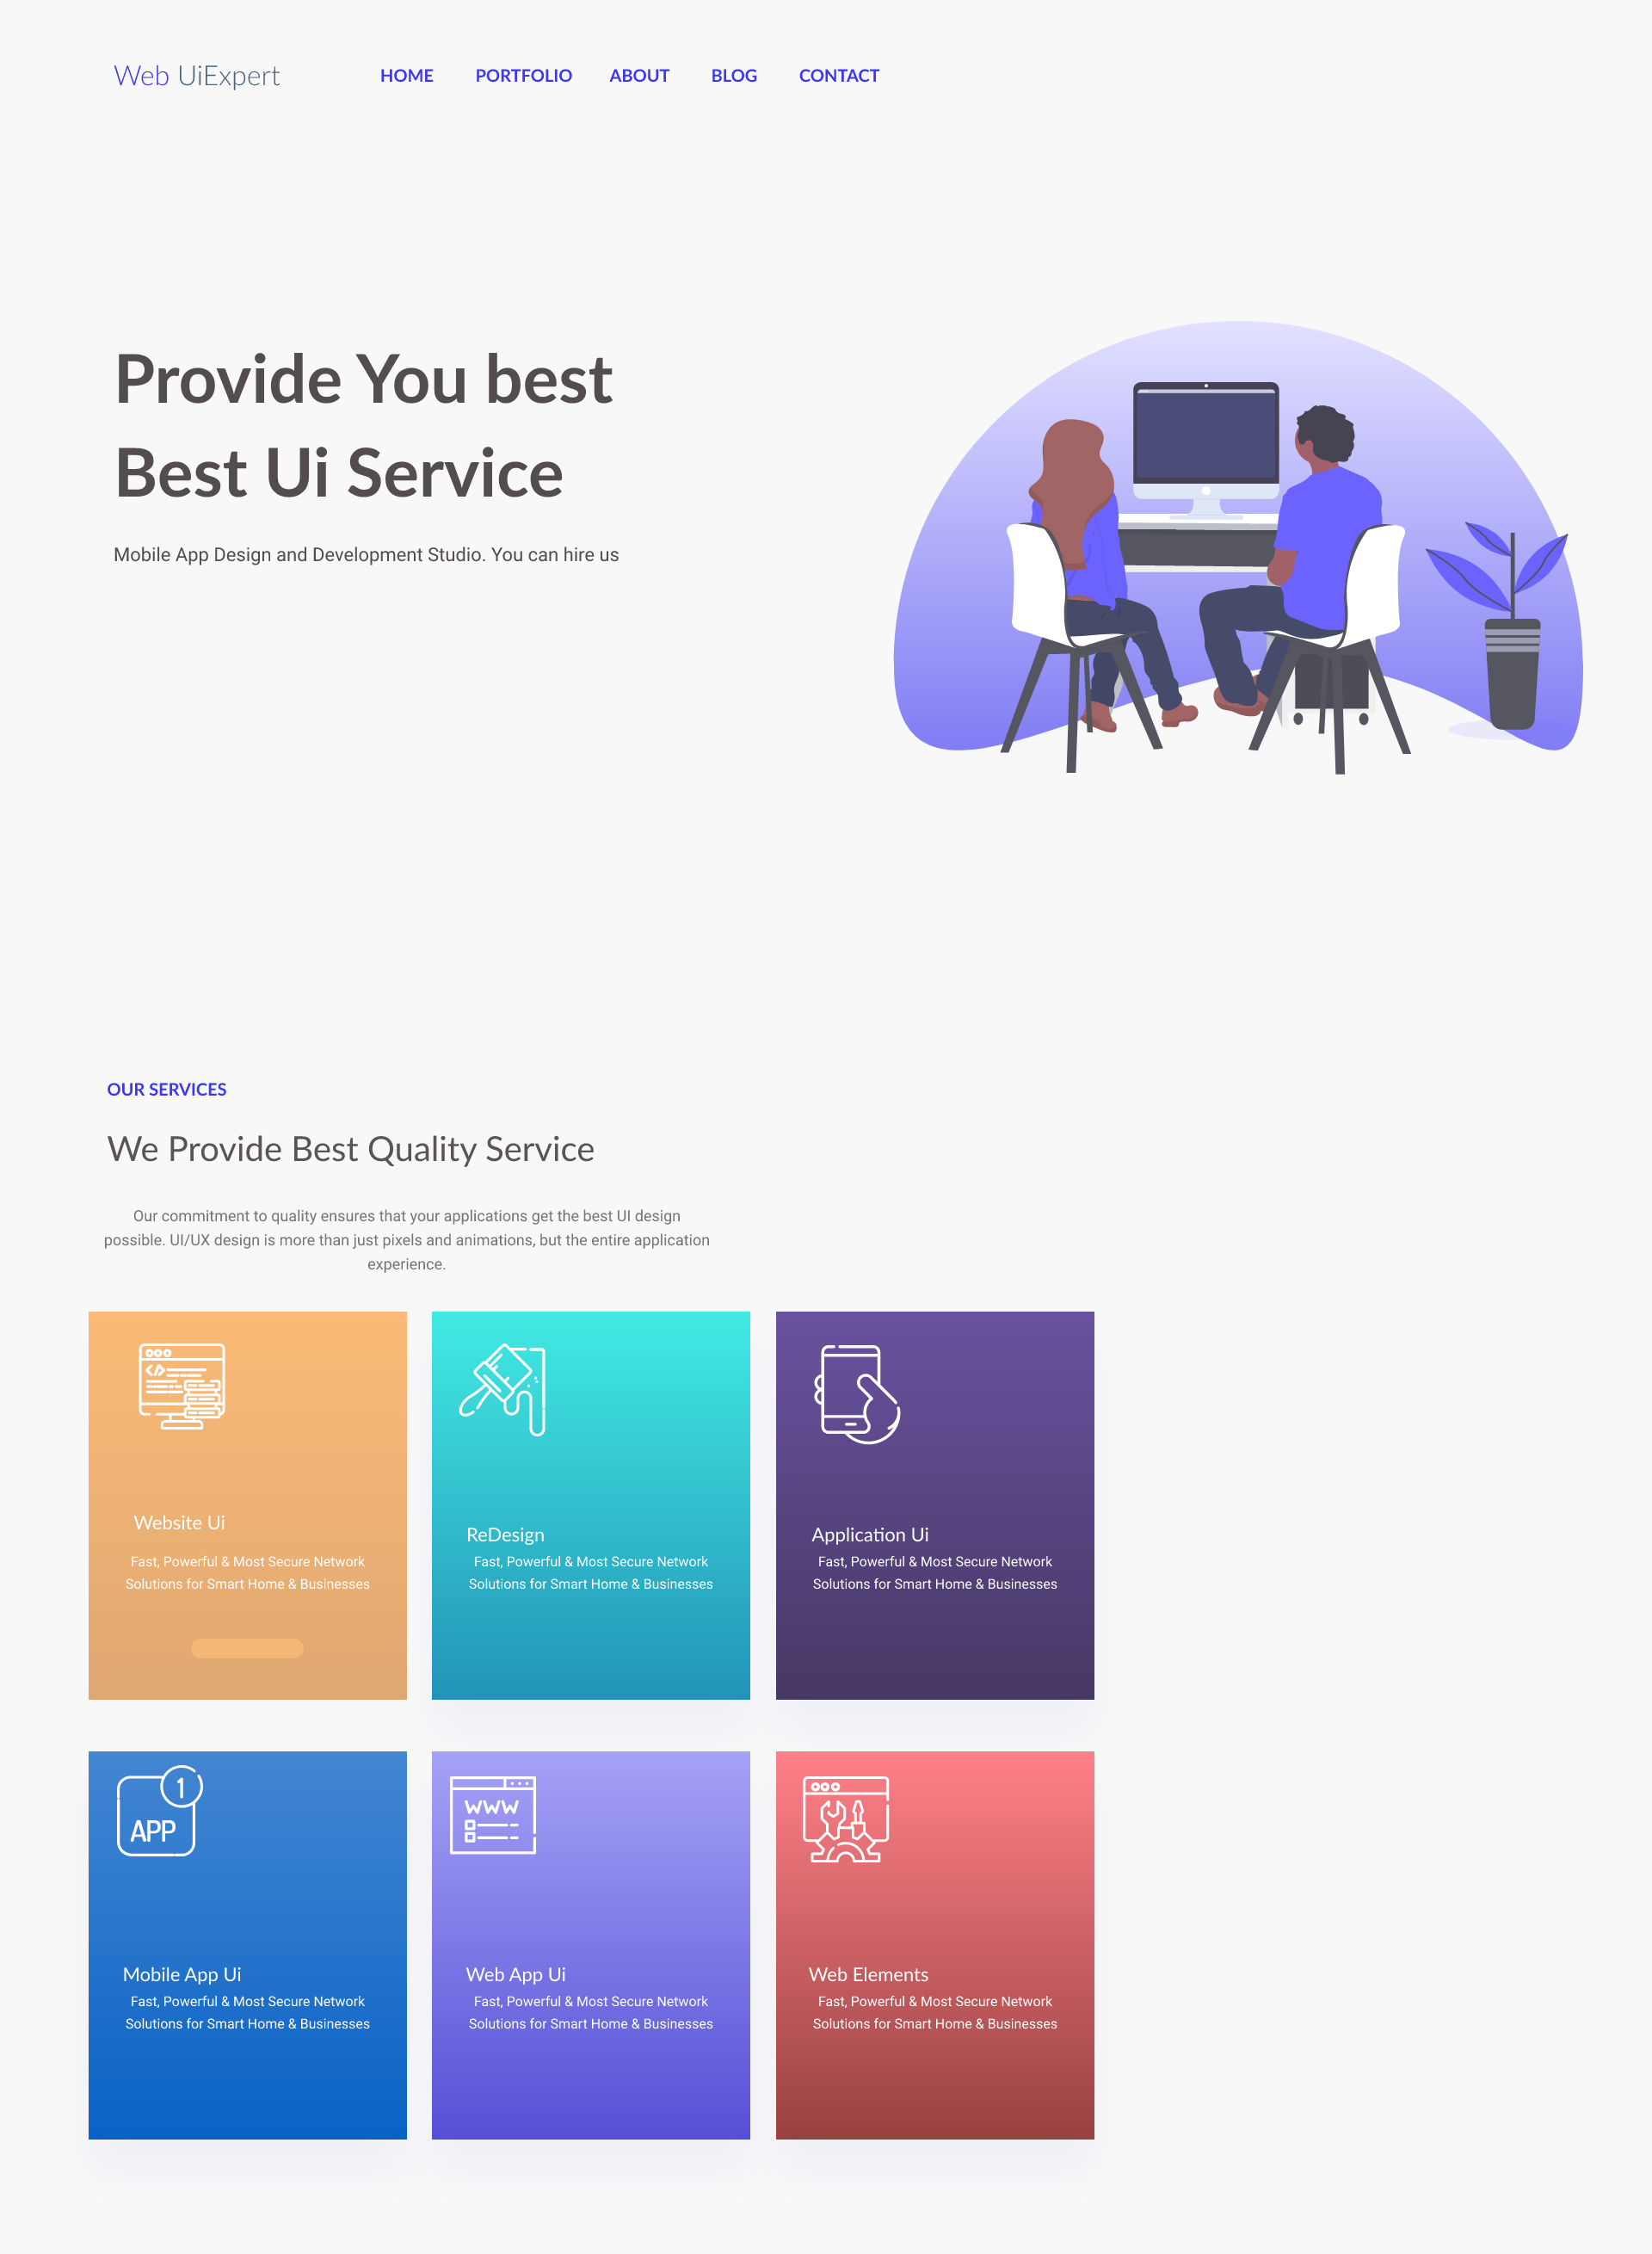 Web UiExpert
HOME PORTFOLIO ABOUT BLOG CONTACT
Provide You best
Best Ui Service
Mobile App Design and Development Studio. You can hire us
OUR SERVICES
We Provide Best Quality Service
Our commitment to quality ensures that your applications get the best UI design
possible. UI/UX design is more than just pixels and animations, but the entire application
experience.
Website Ui
Fast, Powerful & Most Secure Network
Solutions for Smart Home & Businesses
ReDesign
Fast, Powerful & Most Secure Network
Solutions for Smart Home & Businesses
Application Ui
Fast, Powerful & Most Secure Network
Solutions for Smart Home & Businesses
1
APP
Mobile App Ui
Fast, Powerful & Most Secure Network
Solutions for Smart Home & Businesses
WWW
Web App Ui
Fast, Powerful & Most Secure Network
Solutions for Smart Home & Businesses
Web Elements
Fast, Powerful & Most Secure Network
Solutions for Smart Home & Businesses